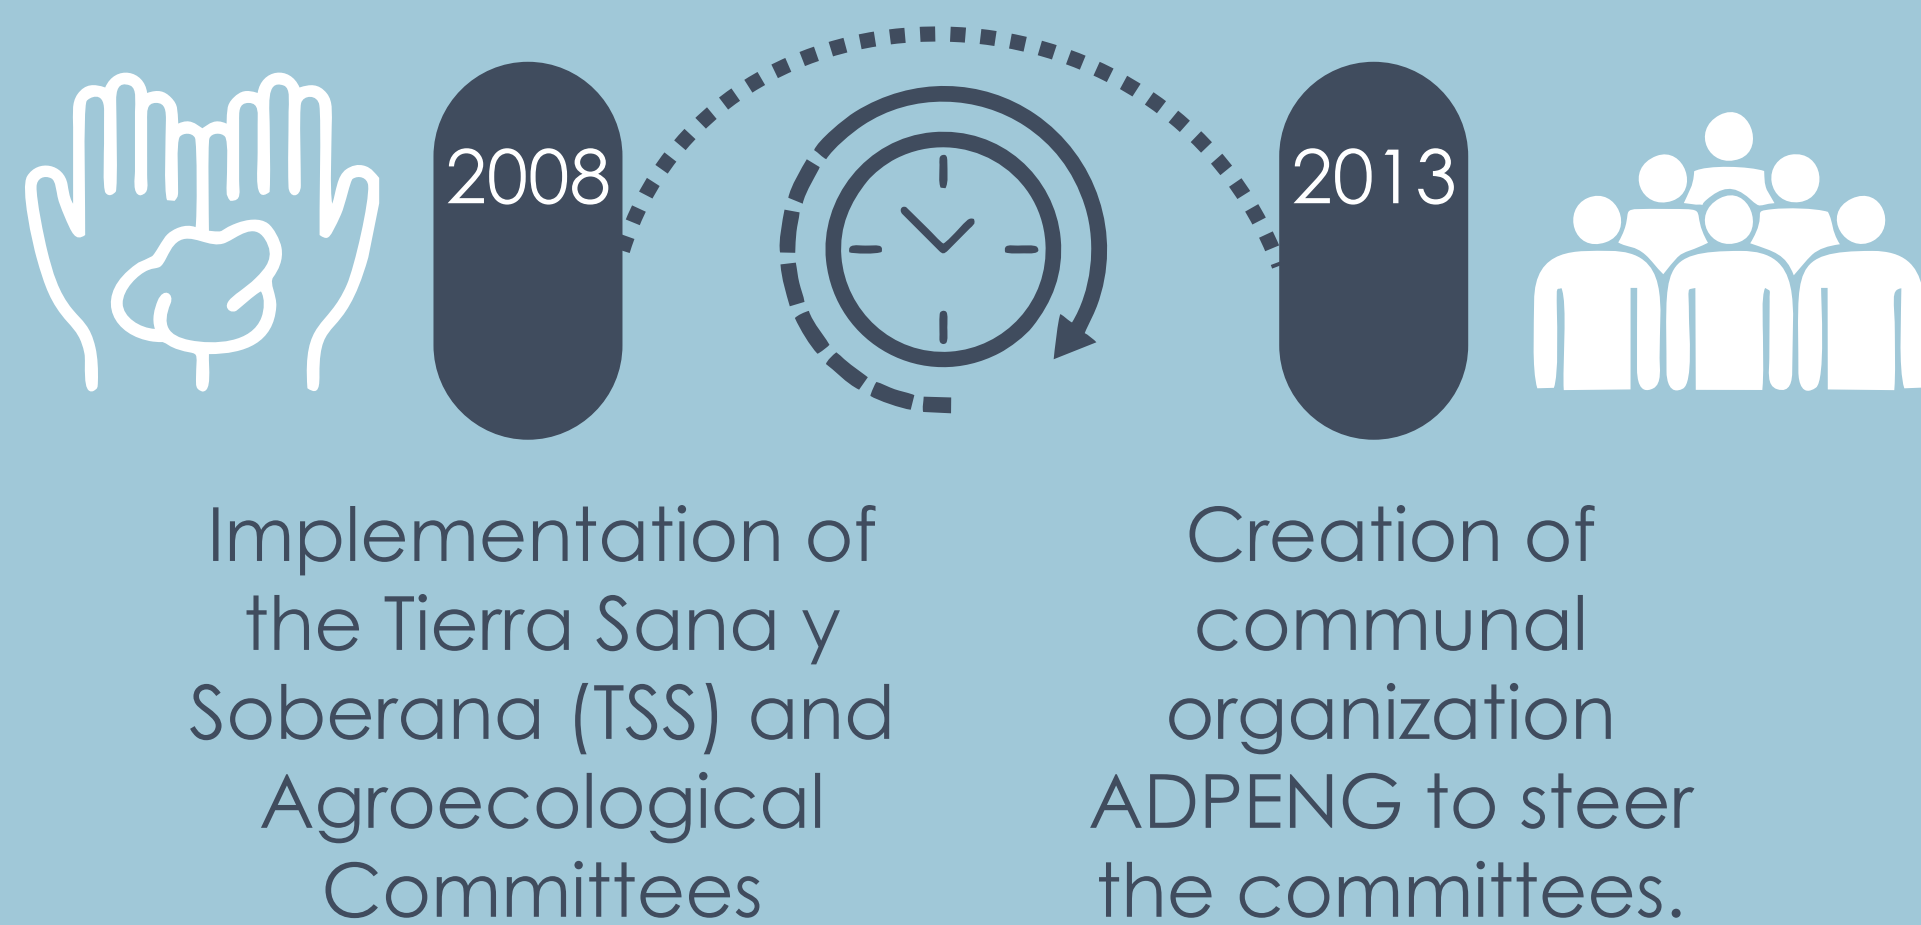 2008
2013
Implementation of
the Tierra Sana y
Soberana (TSS) and
Agroecological
Committees
Creation of
communal
organization
ADPENG to steer
the committees.